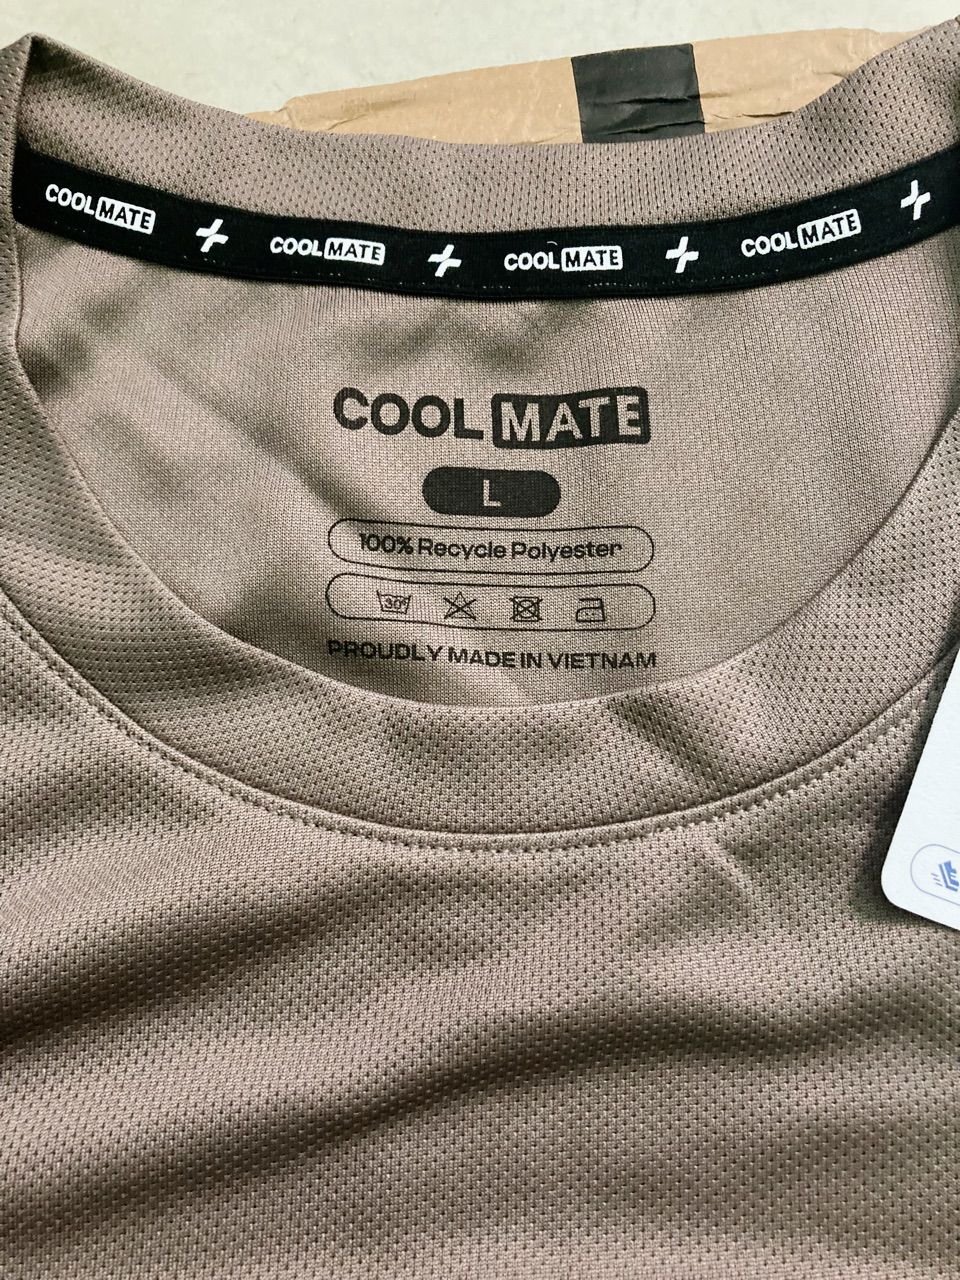 COOLMATE COOLMATE COOLMATE COOLMATE
COOLMATE
L
100% Recycle Polyester
30°
PROUDLY MADE IN VIETNAM